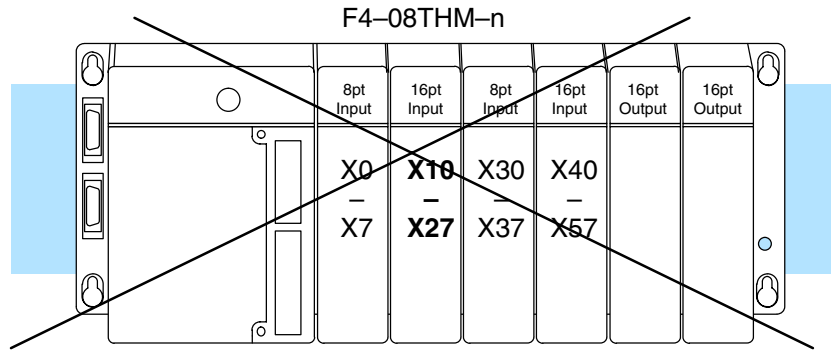 F4–08THM–n
8pt 16pt 8pt 16pt 16pt 16pt
Input Input Input Input Output Output
X0 X10 X30 X40
– – – –
X7 X27 X37 X57